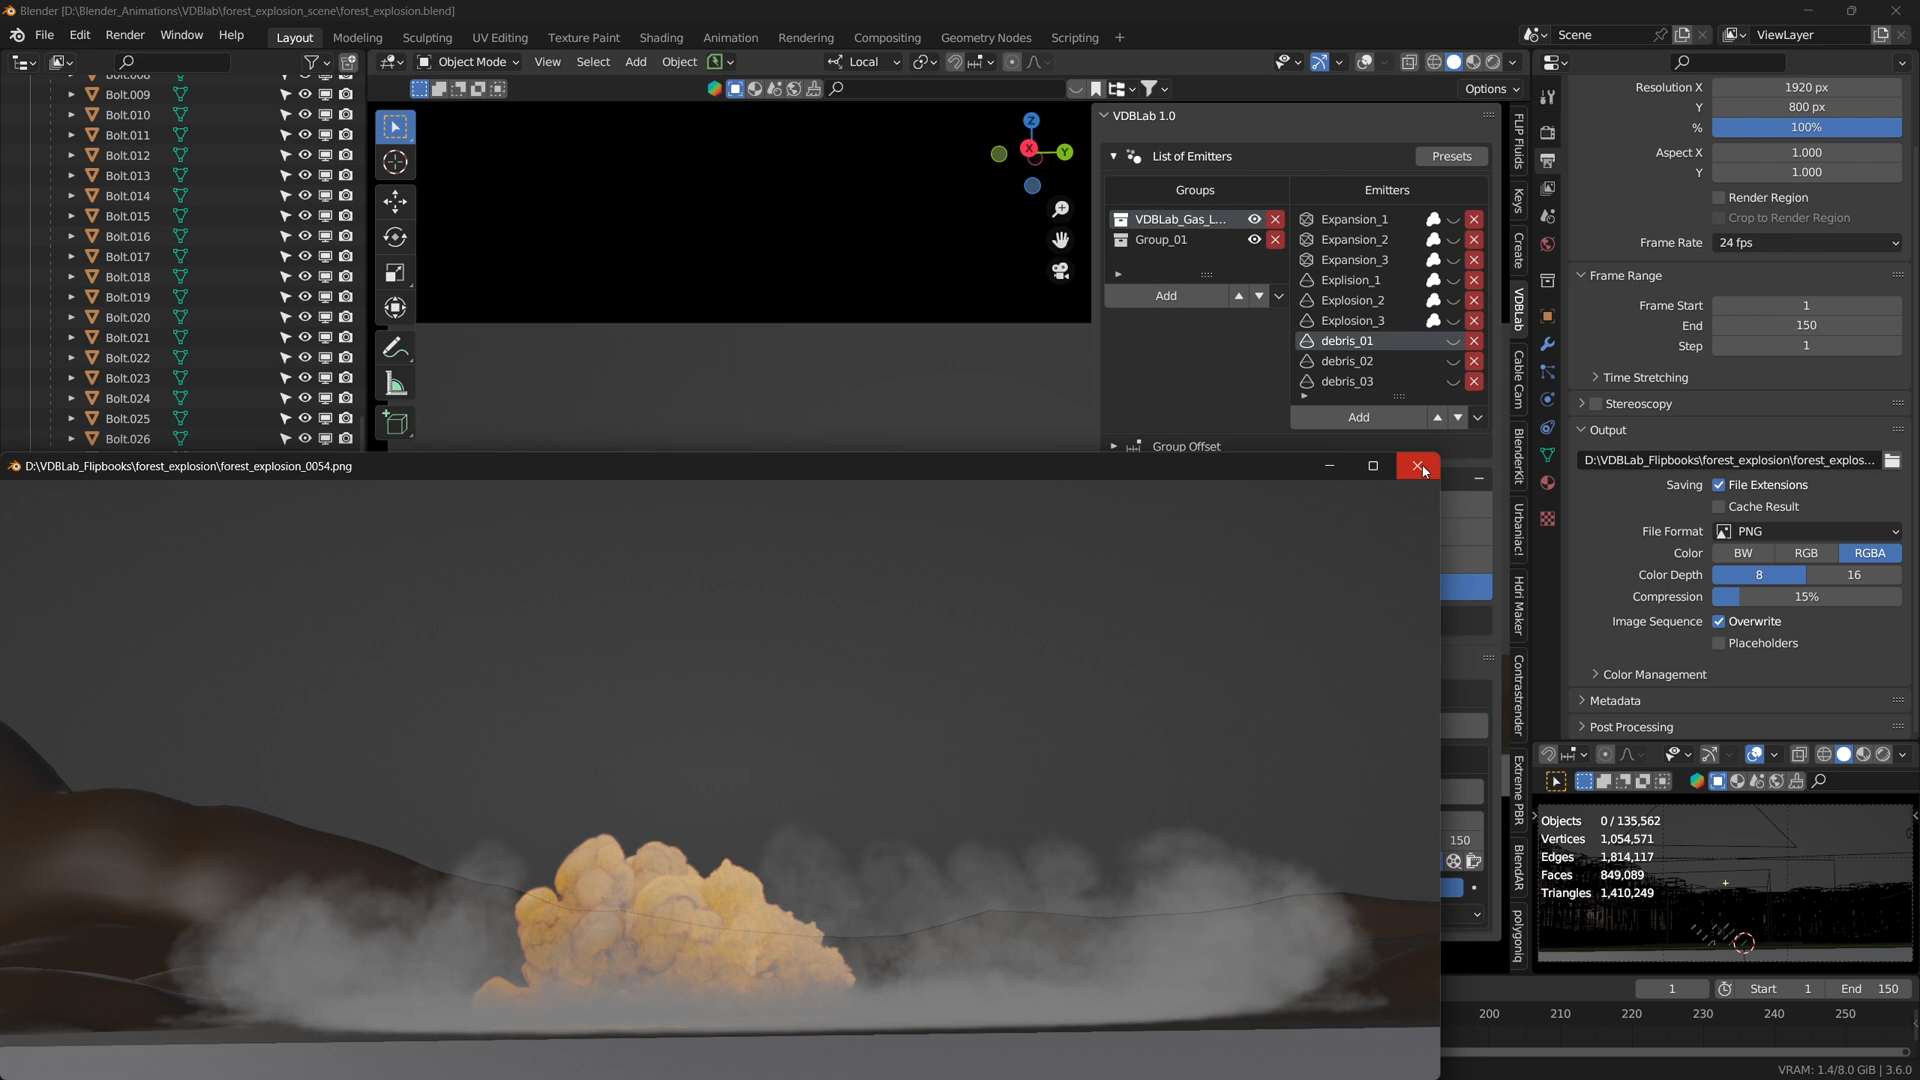 Blender [D:\Blender_Animations\VDBlab\forest_explosion_scene\forest_explosion.blend]
File Edit Render Window Help Layout Modeling Sculpting UV Editing Texture Paint Shading Animation Rendering Compositing Geometry Nodes Scripting + Scene ViewLayer
Object Mode View Select Add Object Local
Options
Bolt.008
Bolt.009
Bolt.010
Bolt.011
Bolt.012
Bolt.013
Bolt.014
Bolt.015
Bolt.016
Bolt.017
Bolt.018
Bolt.019
Bolt.020
Bolt.021
Bolt.022
Bolt.023
Bolt.024
Bolt.025
Bolt.026
Z
X
Y
VDBLab 1.0
List of Emitters Presets
Groups Emitters
VDBLab_Gas_L...
Group_01
Add
Expansion_1
Expansion_2
Expansion_3
Explision_1
Explosion_2
Explosion_3
debris_01
debris_02
debris_03
Add
Group Offset
150
FLIP Fluids
Keys
Create
VDBLab
Cable Cam
BlenderKit
Urbaniac!
Hdri Maker
Contrastrender
Extreme PBR
BlendAR
polygoniq
Resolution X 1920 px
Y 800 px
% 100%
Aspect X 1.000
Y 1.000
Render Region
Crop to Render Region
Frame Rate 24 fps
Frame Range
Frame Start 1
End 150
Step 1
Time Stretching
Stereoscopy
Output
D:\VDBLab_Flipbooks\forest_explosion\forest_explos...
Saving File Extensions
Cache Result
File Format PNG
Color BW RGB RGBA
Color Depth 8 16
Compression 15%
Image Sequence Overwrite
Placeholders
Color Management
Metadata
Post Processing
D:\VDBLab_Flipbooks\forest_explosion\forest_explosion_0054.png
Objects 0/135,562
Vertices 1,054,571
Edges 1,814,117
Faces 849,089
Triangles 1,410,249
1 Start 1 End 150
200 210 220 230 240 250
VRAM: 1.4/8.0 GiB | 3.6.0